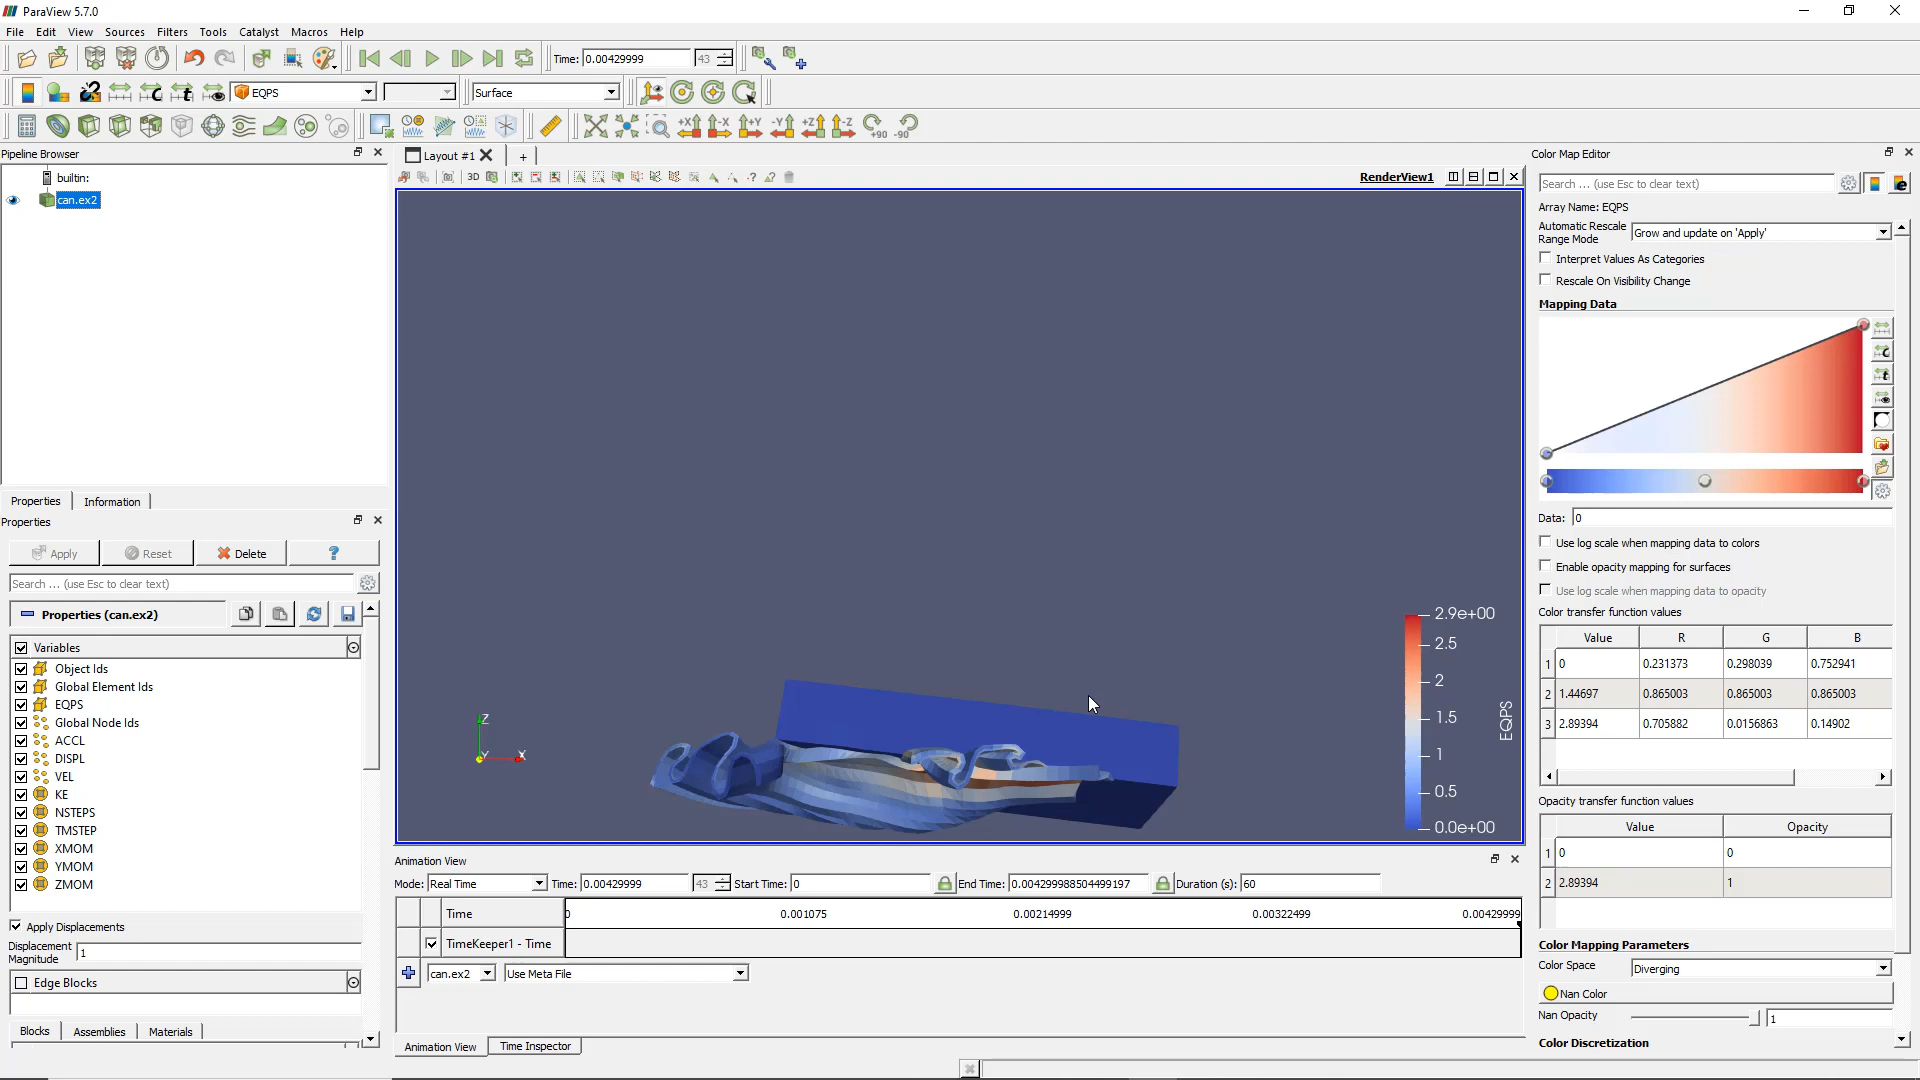 ParaView 5.7.0
File Edit View Sources Filters Tools Catalyst Macros Help
Time: 0.00429999 43
EQPS Surface
+X -X +Y -Y +Z -Z +90 -90
Pipeline Browser
builtin:
can.ex2
Properties Information
Properties
Apply Reset Delete ?
Search ... (use Esc to clear text)
Properties (can.ex2)
Variables
Object Ids
Global Element Ids
EQPS
Global Node Ids
ACCL
DISPL
VEL
KE
NSTEPS
TMSTEP
XMOM
YMOM
ZMOM
Apply Displacements
Displacement
Magnitude
1
Edge Blocks
Blocks Assemblies Materials
Layout #1 +
3D RenderView1
2.9e+00
2.5
2
1.5
1
0.5
0.0e+00
EQPS
Z
Y X
Animation View
Mode: Real Time Time: 0.00429999 43 Start Time: 0 End Time: 0.004299988504499197 Duration (s): 60
Time 0 0.001075 0.00214999 0.00322499 0.00429999
TimeKeeper1 - Time
can.ex2 Use Meta File
Animation View Time Inspector
Color Map Editor
Search ... (use Esc to clear text)
Array Name: EQPS
Automatic Rescale
Range Mode
Grow and update on 'Apply'
Interpret Values As Categories
Rescale On Visibility Change
Mapping Data
Data: 0
Use log scale when mapping data to colors
Enable opacity mapping for surfaces
Use log scale when mapping data to opacity
Color transfer function values
Value R G B
1 0 0.231373 0.298039 0.752941
2 1.44697 0.865003 0.865003 0.865003
3 2.89394 0.705882 0.0156863 0.14902
Opacity transfer function values
Value Opacity
1 0 0
2 2.89394 1
Color Mapping Parameters
Color Space Diverging
Nan Color
Nan Opacity 1
Color Discretization